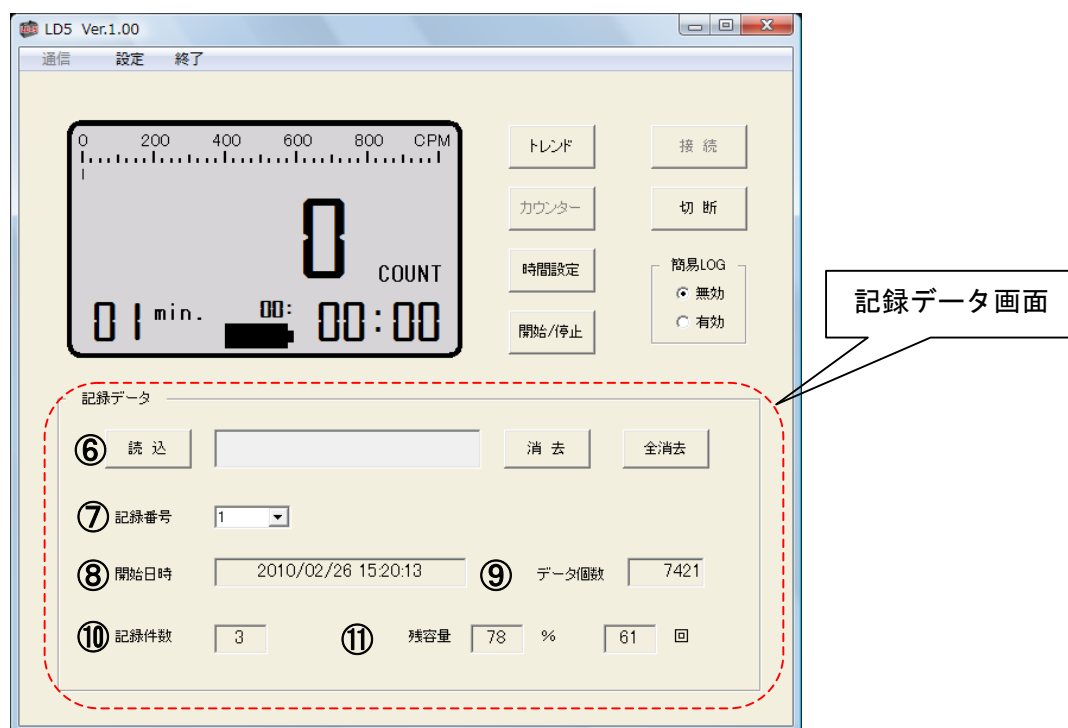 LD5 Ver.1.00
通信 設定 終了
0 200 400 600 800 CPM
0
COUNT
01 min. 00: 00:00
トレンド 接 続
カウンター 切 断
時間設定
開始/停止
簡易LOG
無効
有効
記録データ画面
記録データ
⑥ 読 込 消 去 全消去
⑦ 記録番号 1
⑧ 開始日時 2010/02/26 15:20:13 ⑨ データ個数 7421
⑩ 記録件数 3 ⑪ 残容量 78 % 61 回